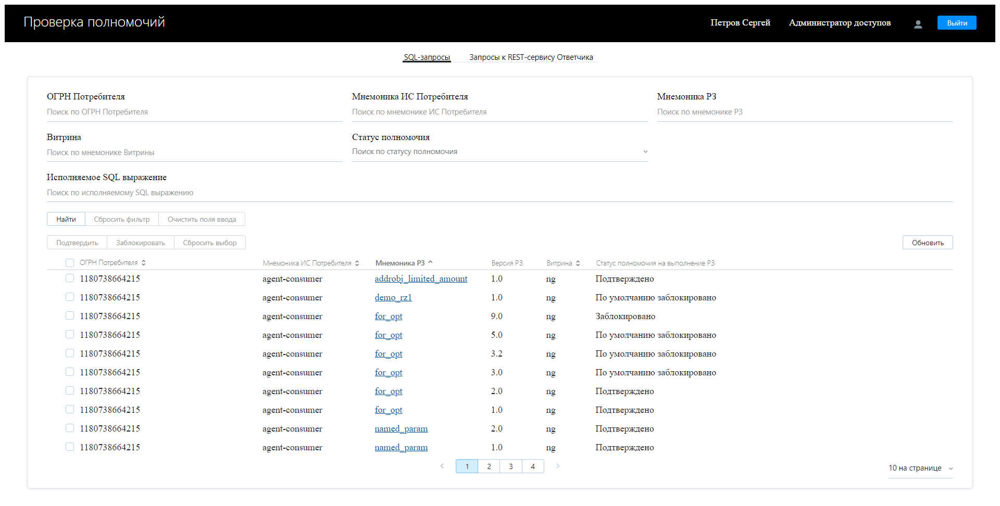 Проверка полномочий
Петров Сергей Администратор доступов Выйти
SQL-запросы Запросы к REST-сервису Ответчика
ОГРН Потребителя Мнемоника ИС Потребителя Мнемоника РЗ
Поиск по ОГРН Потребителя Поиск по мнемонике ИС Потребителя Поиск по мнемонике РЗ
Витрина Статус полномочия
Поиск по мнемонике Витрины Поиск по статусу полномочия
Исполняемое SQL выражение
Поиск по исполняемому SQL выражению
Найти Сбросить фильтр Очистить поля ввода
Подтвердить Заблокировать Сбросить выбор Обновить
ОГРН Потребителя Мнемоника ИС Потребителя Мнемоника РЗ Версия РЗ Витрина Статус полномочия на выполнение РЗ
1180738664215 agent-consumer addrobj_limited_amount 1.0 ng Подтверждено
1180738664215 agent-consumer demo_rz1 1.0 ng По умолчанию заблокировано
1180738664215 agent-consumer for_opt 9.0 ng Заблокировано
1180738664215 agent-consumer for_opt 5.0 ng По умолчанию заблокировано
1180738664215 agent-consumer for_opt 3.2 ng По умолчанию заблокировано
1180738664215 agent-consumer for_opt 3.0 ng По умолчанию заблокировано
1180738664215 agent-consumer for_opt 2.0 ng Подтверждено
1180738664215 agent-consumer for_opt 1.0 ng Подтверждено
1180738664215 agent-consumer named_param 2.0 ng Подтверждено
1180738664215 agent-consumer named_param 1.0 ng Подтверждено
1 2 3 4
10 на странице